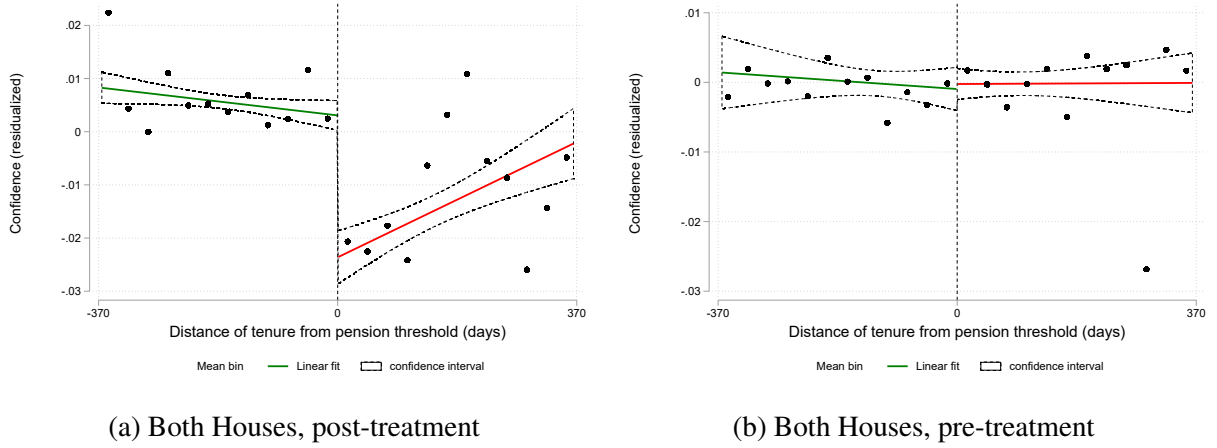 .02
.01
0
-.01
-.02
-.03
Confidence (residualized)
-370
0
370
Distance of tenure from pension threshold (days)
Mean bin
Linear fit
confidence interval
(a) Both Houses, post-treatment
.01
0
-.01
-.02
-.03
Confidence (residualized)
-370
0
370
Distance of tenure from pension threshold (days)
Mean bin
Linear fit
confidence interval
(b) Both Houses, pre-treatment